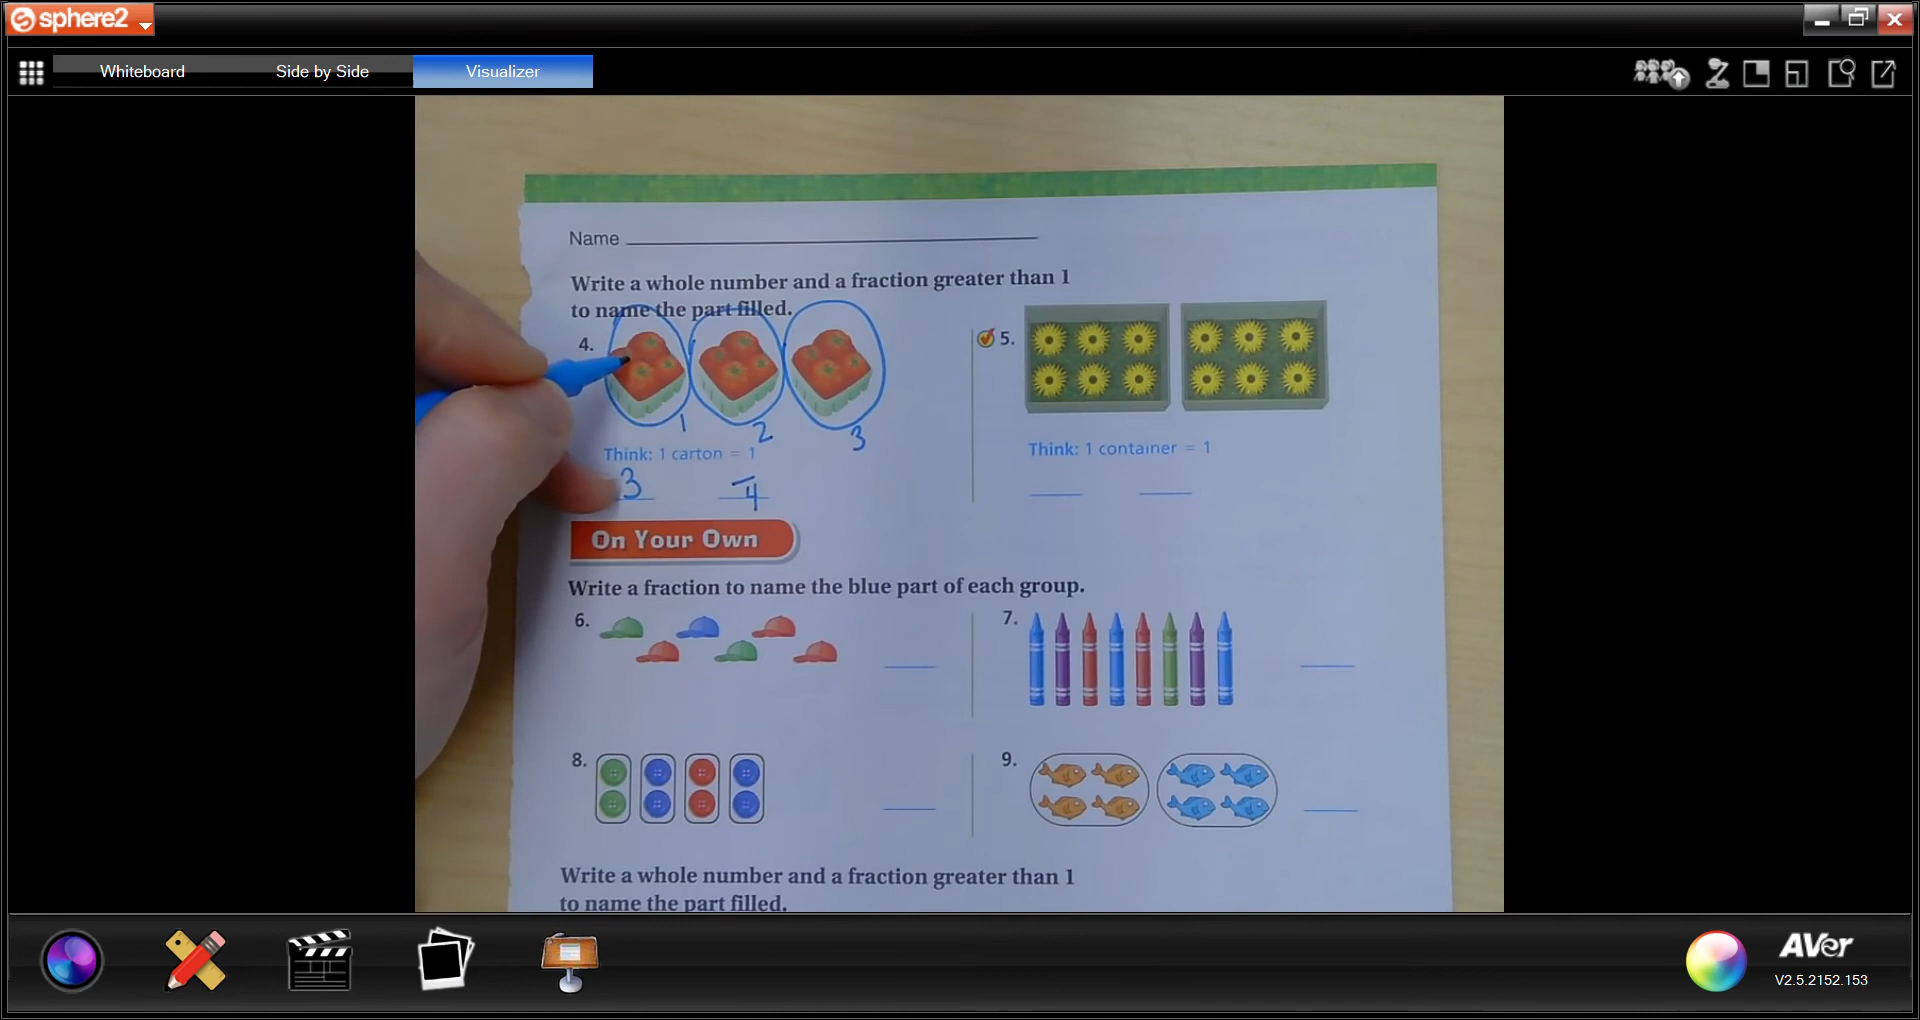 sphere2
Whiteboard
Side by Side
Visualizer
Name
Write a whole number and a fraction greater than 1
to name the part filled.
4.
1
2
3
Think: 1 carton = 1
3
4
5.
Think: 1 container = 1
On Your Own
Write a fraction to name the blue part of each group.
6.
7.
8.
9.
Write a whole number and a fraction greater than 1
to name the part filled.
AVer
V2.5.2152.153